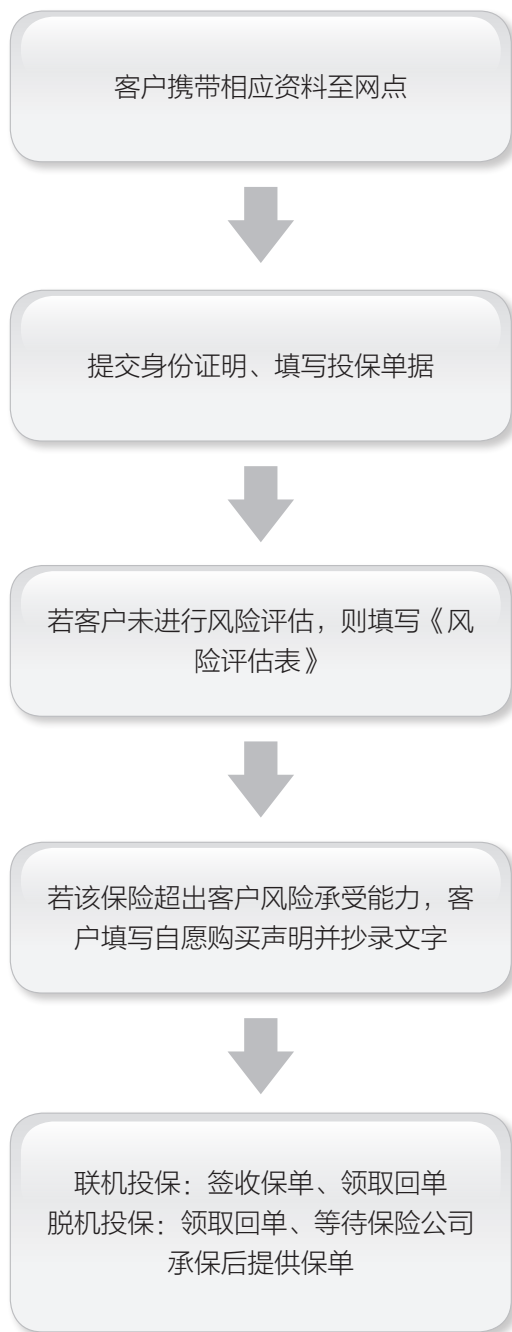 客户携带相应资料至网点
提交身份证明、填写投保单据
若客户未进行风险评估，则填写《风
险评估表》
若该保险超出客户风险承受能力，客
户填写自愿购买声明并抄录文字
联机投保：签收保单、领取回单
脱机投保：领取回单、等待保险公司
承保后提供保单